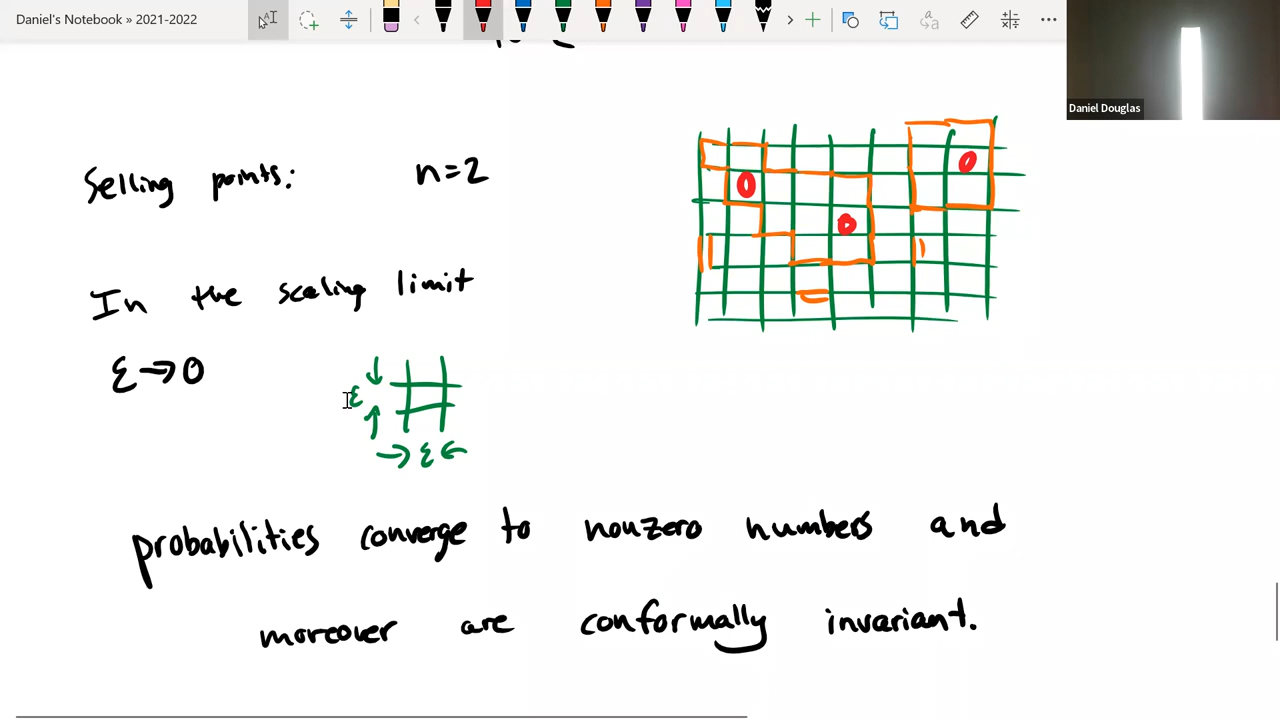 Daniel's Notebook » 2021-2022
Daniel Douglas
Selling points: n=2
In the scaling limit
ε→0
ε
→ ε ←
probabilities converge to nonzero numbers and
moreover are conformally invariant.